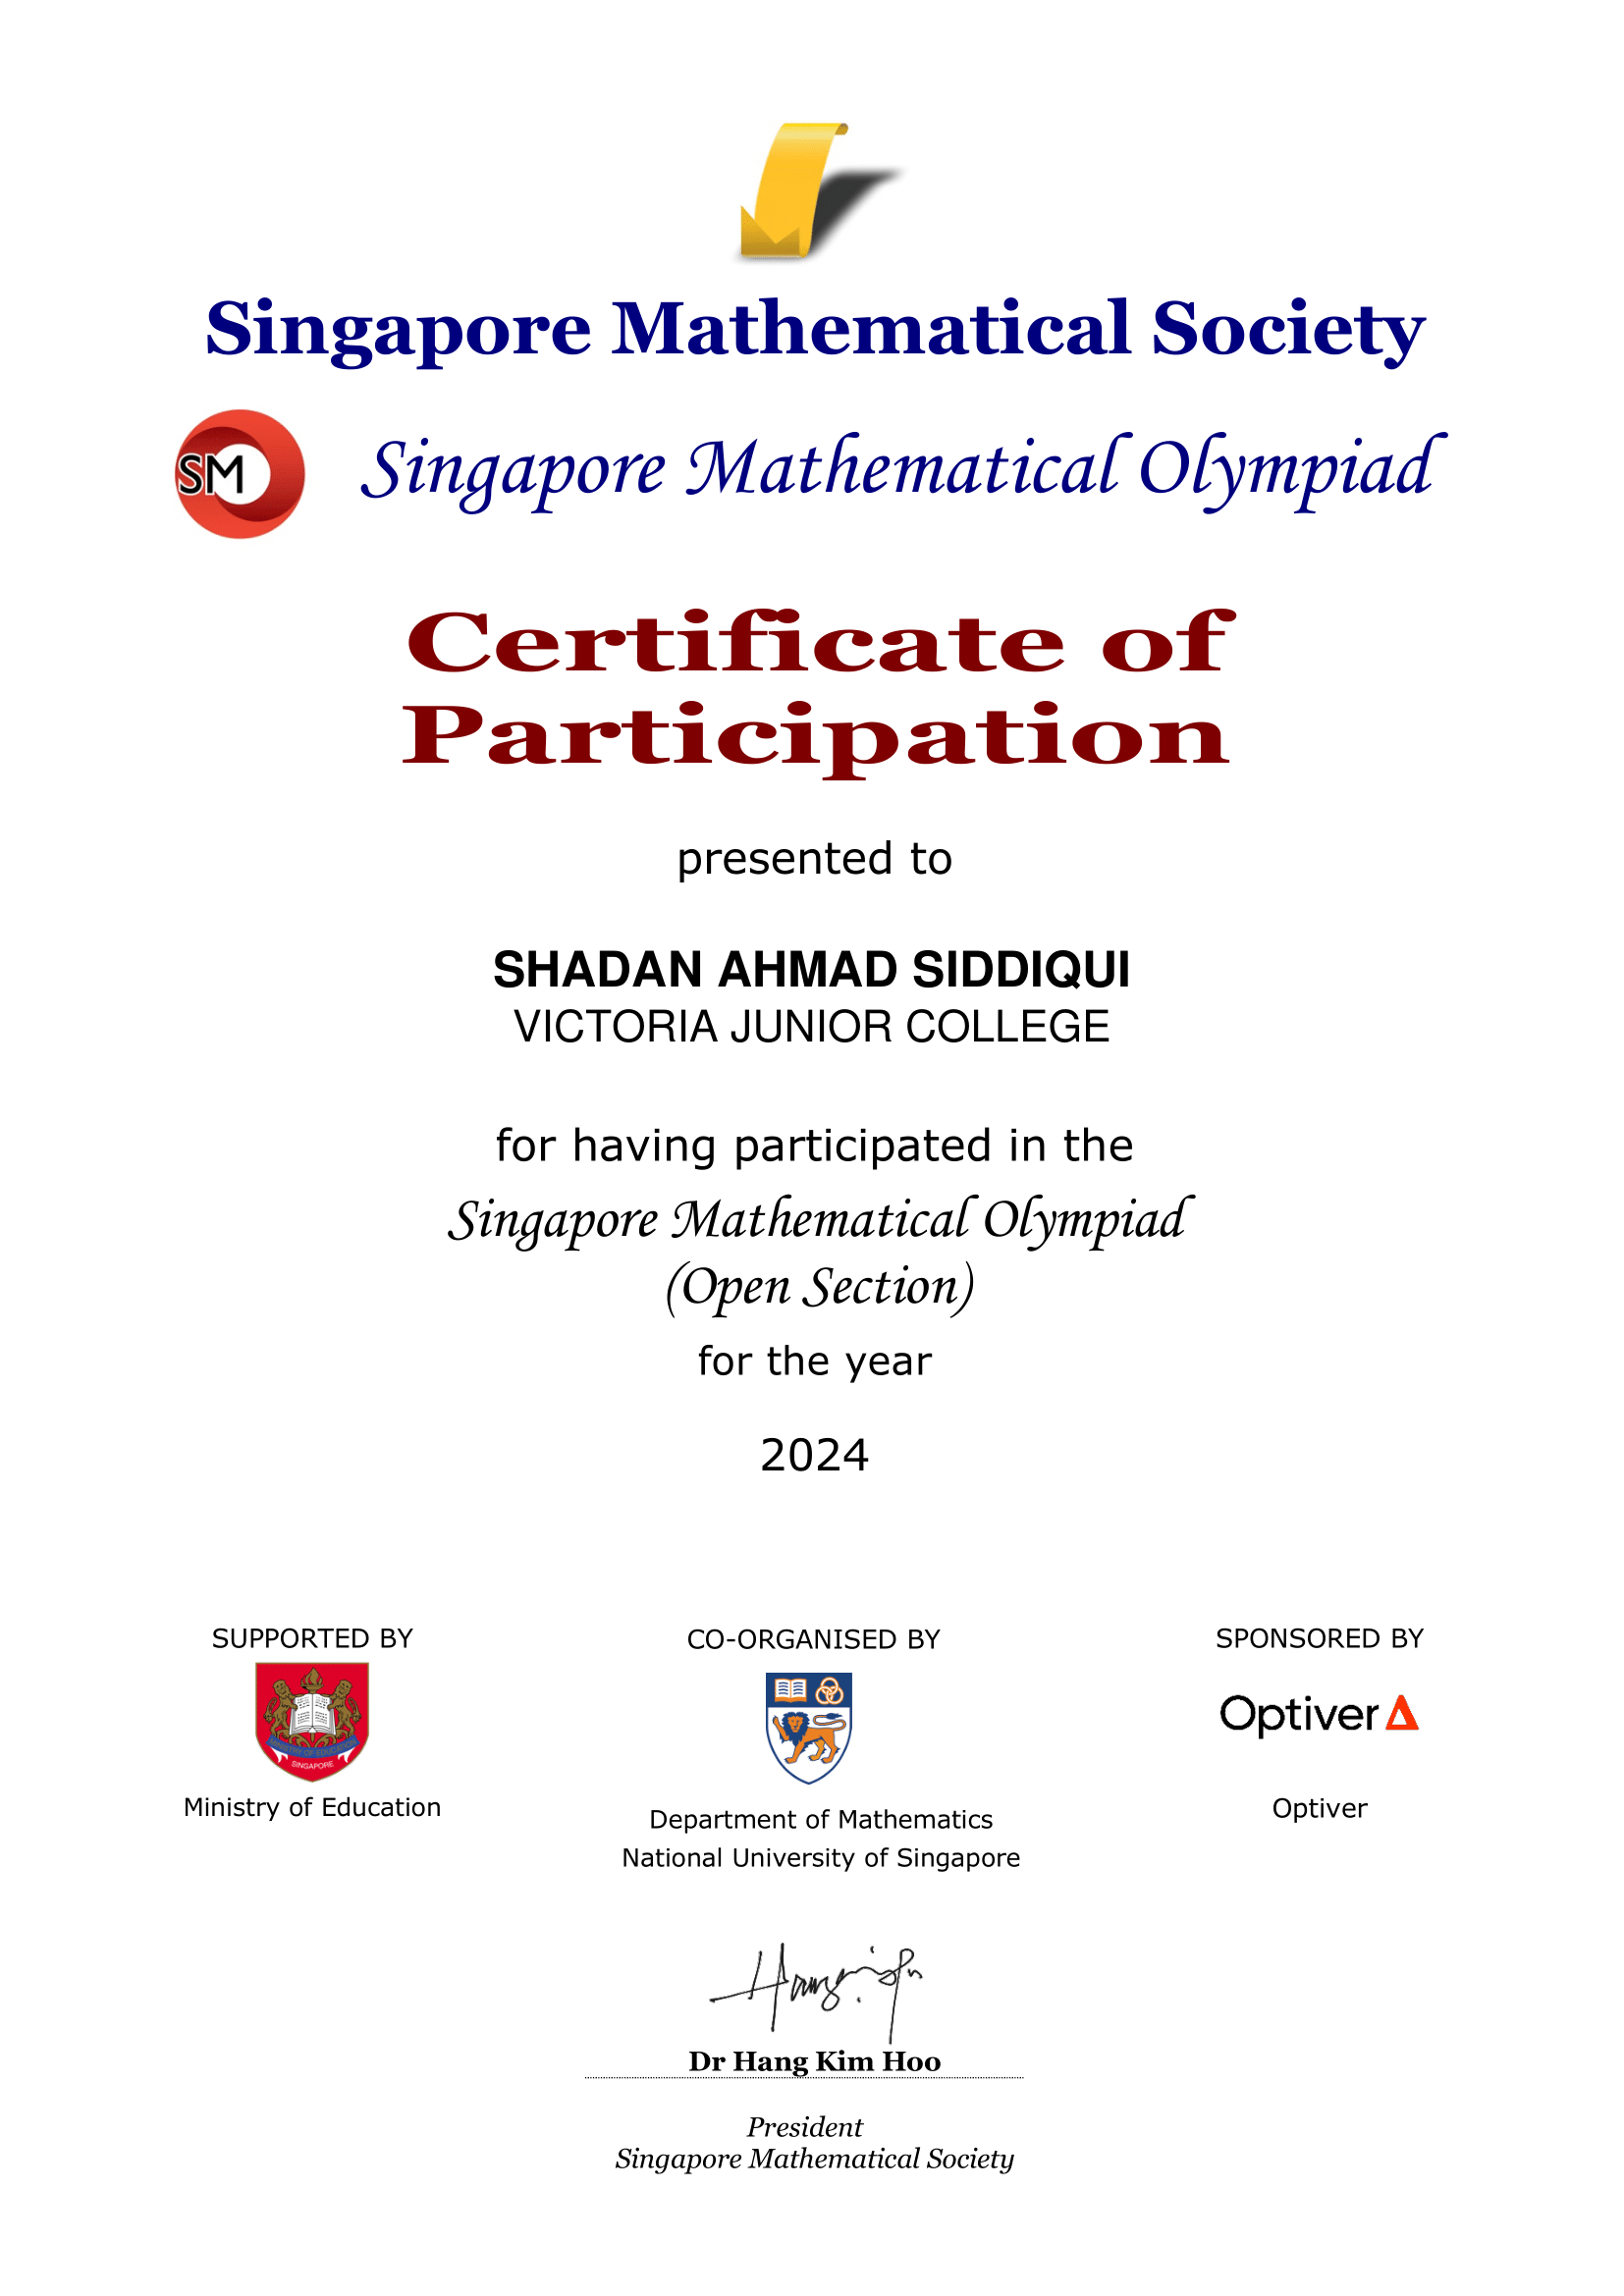 Singapore Mathematical Society
SM
Singapore Mathematical Olympiad
Certificate of
Participation
presented to
SHADAN AHMAD SIDDIQUI
VICTORIA JUNIOR COLLEGE
for having participated in the
Singapore Mathematical Olympiad
(Open Section)
for the year
2024
SUPPORTED BY
MINISTRY OF EDUCATION
SINGAPORE
Ministry of Education
CO-ORGANISED BY
Department of Mathematics
National University of Singapore
SPONSORED BY
Optiver
Optiver
Dr Hang Kim Hoo
President
Singapore Mathematical Society